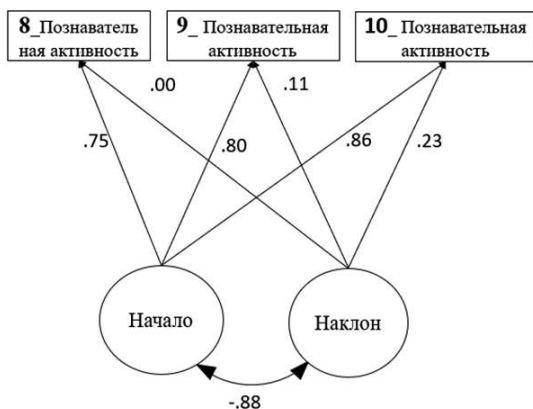 8_Познаватель
ная активность
9_ Познавательная
активность
10_ Познавательная
активность
.00
.11
.75
.80
.86
.23
Начало
Наклон
-.88